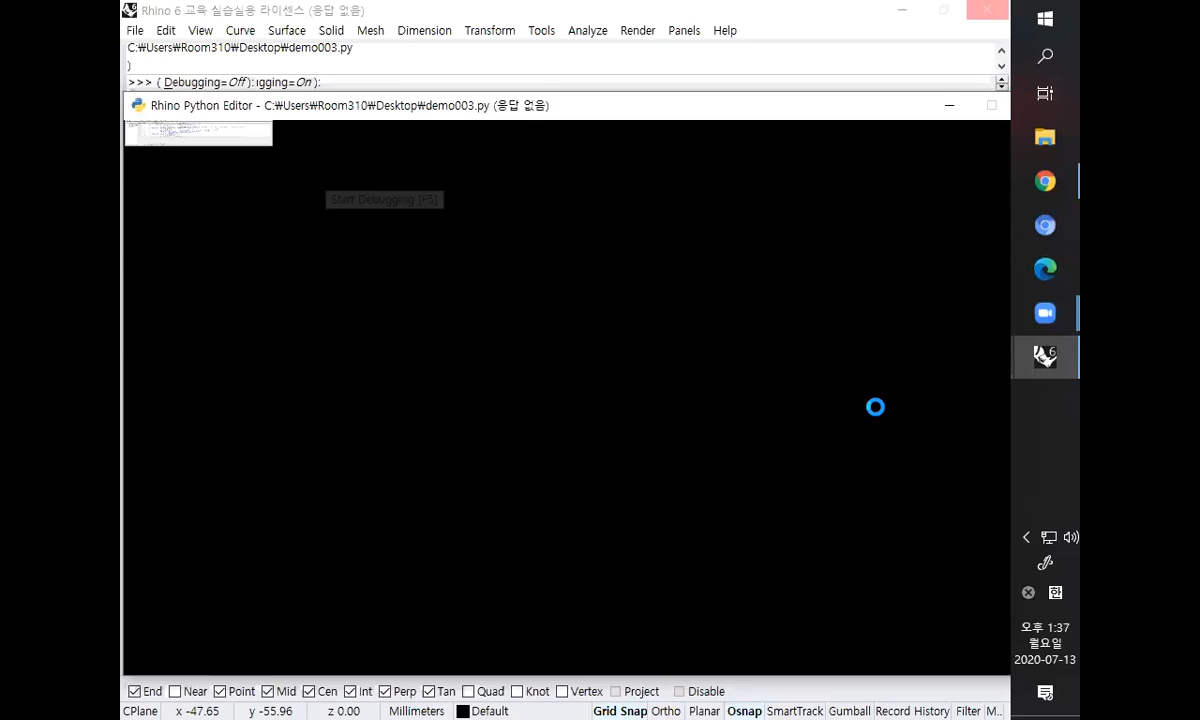 Rhino 6 교육 실습실용 라이센스 (응답 없음)
File Edit View Curve Surface Solid Mesh Dimension Transform Tools Analyze Render Panels Help
C:₩Users₩Room310₩Desktop₩demo003.py
)
>>> ( Debugging=Off ): ıgging=On ):
Rhino Python Editor - C:₩Users₩Room310₩Desktop₩demo003.py (응답 없음)
Start Debugging [F5]
End Near Point Mid Cen Int Perp Tan Quad Knot Vertex Project Disable
CPlane x -47.65 y -55.96 z 0.00 Millimeters Default Grid Snap Ortho Planar Osnap SmartTrack Gumball Record History Filter M..
6
한
오후 1:37
월요일
2020-07-13